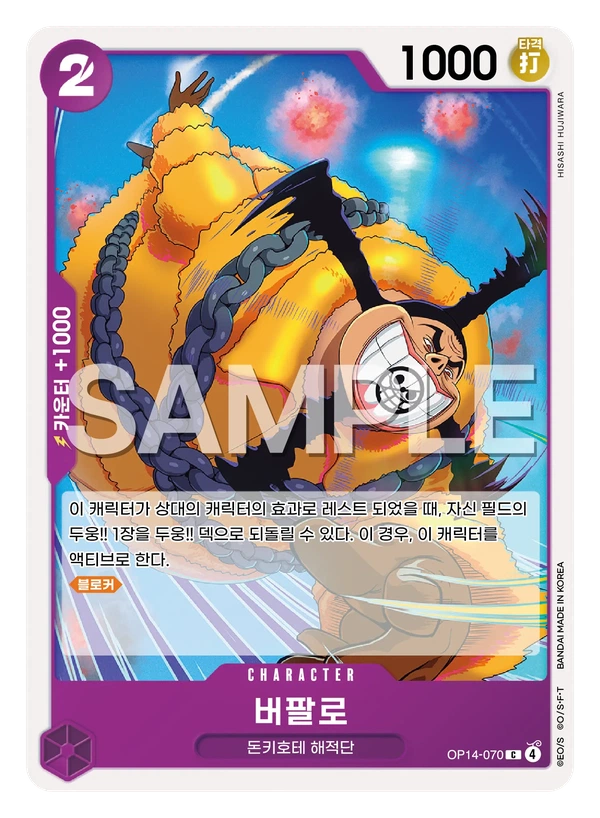 2
1000
타격
打
HISASHI HUJIWARA
카운터 +1000
SAMPLE
이 캐릭터가 상대의 캐릭터의 효과로 레스트 되었을 때, 자신 필드의
두웅!! 1장을 두웅!! 덱으로 되돌릴 수 있다. 이 경우, 이 캐릭터를
액티브로 한다.
블로커
CHARACTER
버팔로
돈키호테 해적단
OP14-070 C 4
©EO/S ©O/S·F·T BANDAI MADE IN KOREA